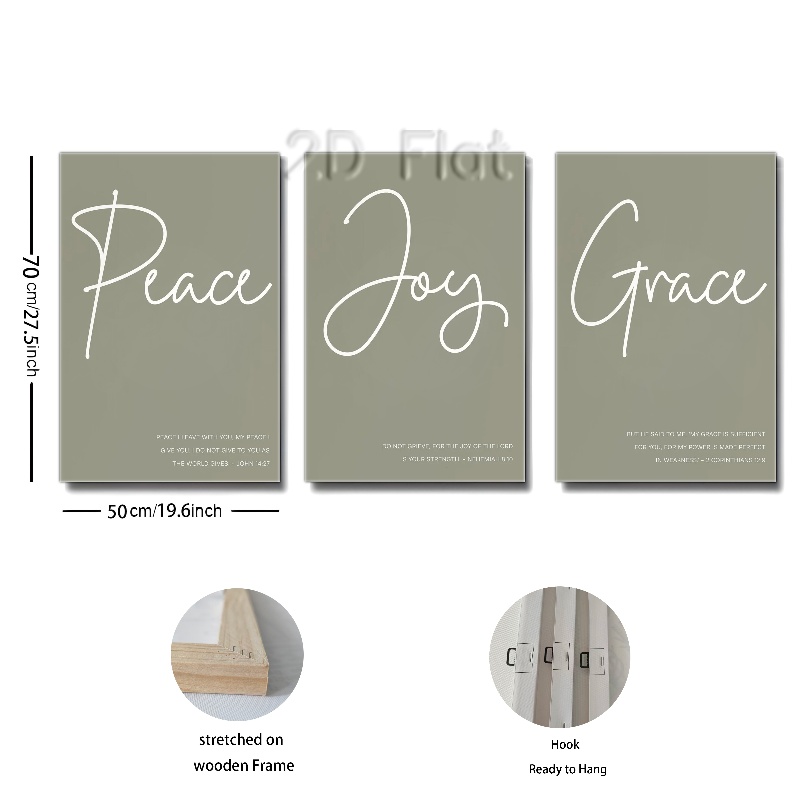 2D Flat
Peace
Joy
Grace
PEACE I LEAVE WITH YOU, MY PEACE I
GIVE YOU. I DO NOT GIVE TO YOU AS
THE WORLD GIVES. - JOHN 14:27
DO NOT GRIEVE, FOR THE JOY OF THE LORD
IS YOUR STRENGTH. - NEHEMIAH 8:10
BUT HE SAID TO ME, "MY GRACE IS SUFFICIENT
FOR YOU, FOR MY POWER IS MADE PERFECT
IN WEAKNESS." - 2 CORINTHIANS 12:9
70 cm/27.5inch
50cm/19.6inch
stretched on
wooden Frame
Hook
Ready to Hang